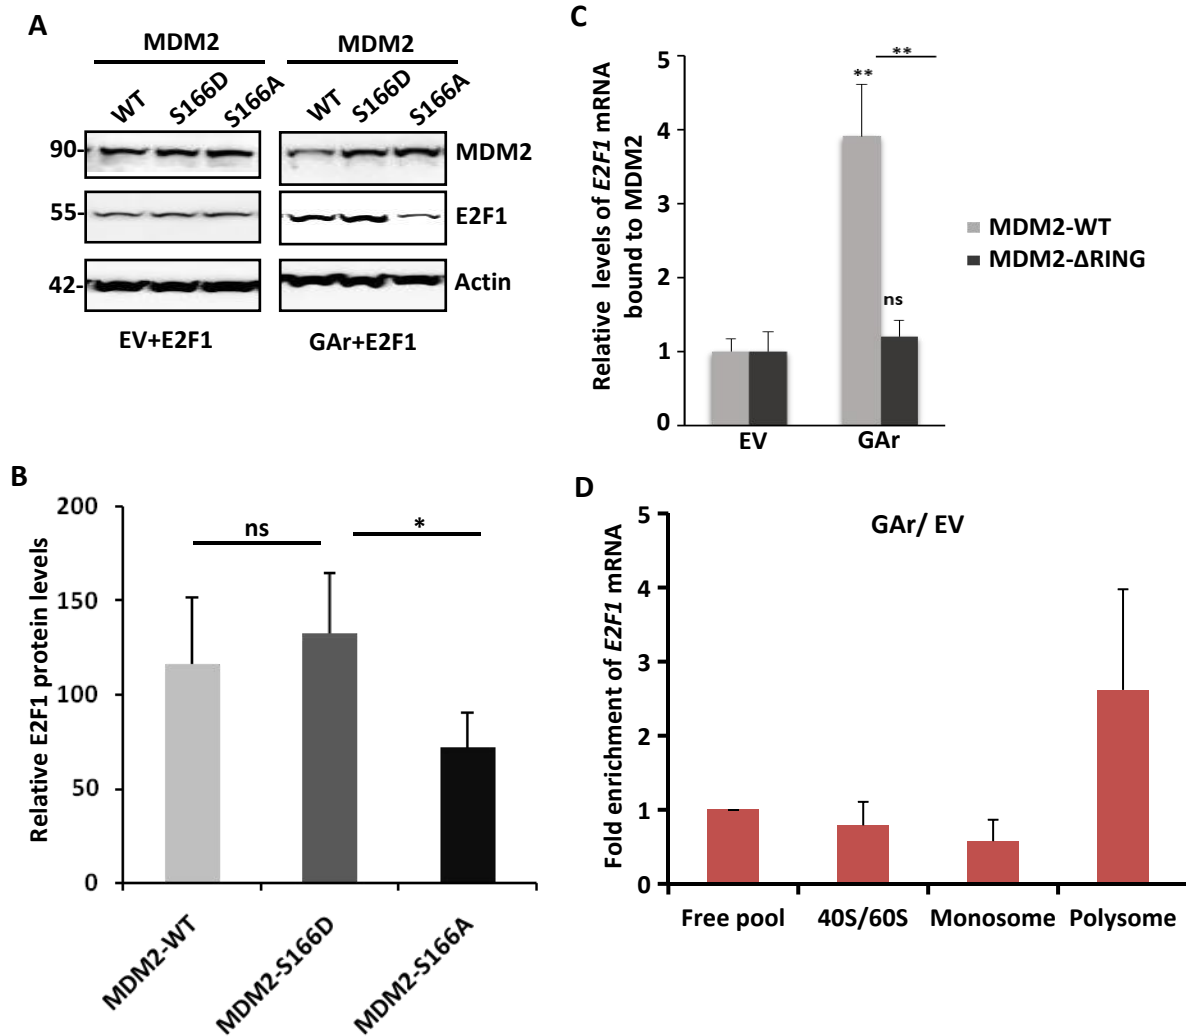 A
MDM2
MDM2
WT
S166D
S166A
WT
S166D
S166A
90-
MDM2
55-
E2F1
42-
Actin
EV+E2F1
GAr+E2F1
B
Relative E2F1 protein levels
200
150
100
50
0
ns
*
MDM2-WT
MDM2-S166D
MDM2-S166A
C
Relative levels of E2F1 mRNA
bound to MDM2
5
4
3
2
1
0
**
**
ns
EV
GAr
MDM2-WT
MDM2-ΔRING
D
GAr/ EV
Fold enrichment of E2F1 mRNA
5
4
3
2
1
0
Free pool
40S/60S
Monosome
Polysome